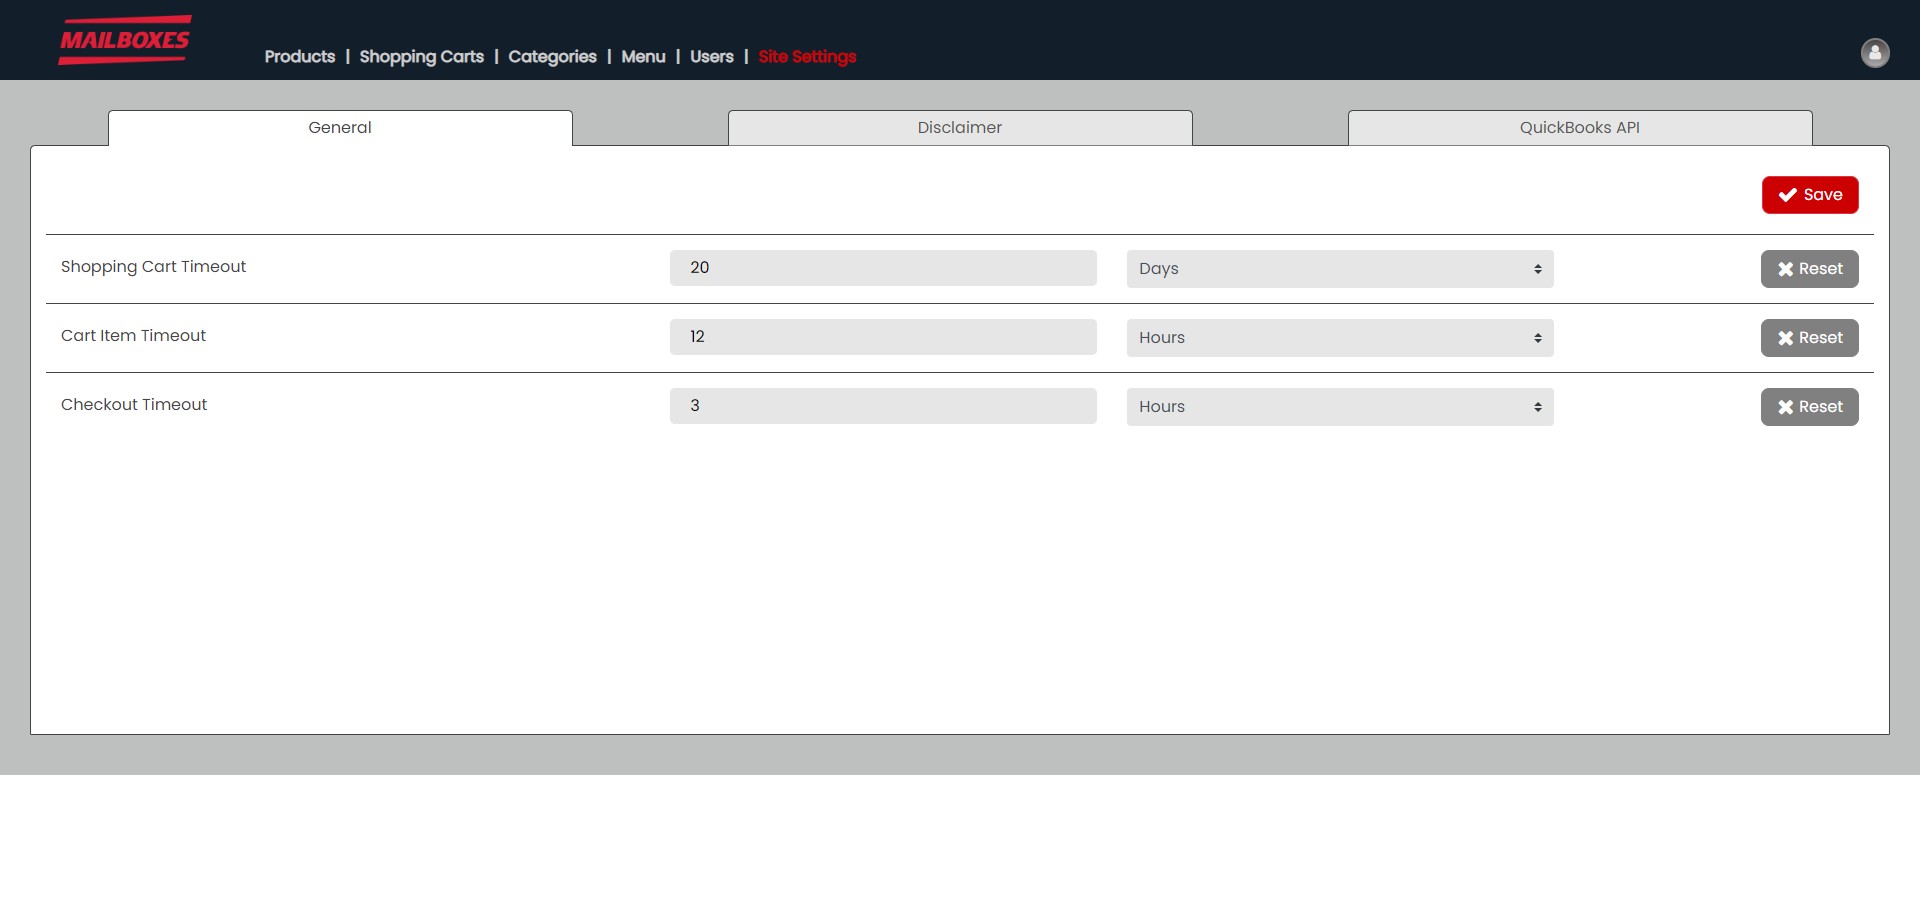 MAILBOXES
Products | Shopping Carts | Categories | Menu | Users | Site Settings
General Disclaimer QuickBooks API
Save
Shopping Cart Timeout 20 Days Reset
Cart Item Timeout 12 Hours Reset
Checkout Timeout 3 Hours Reset